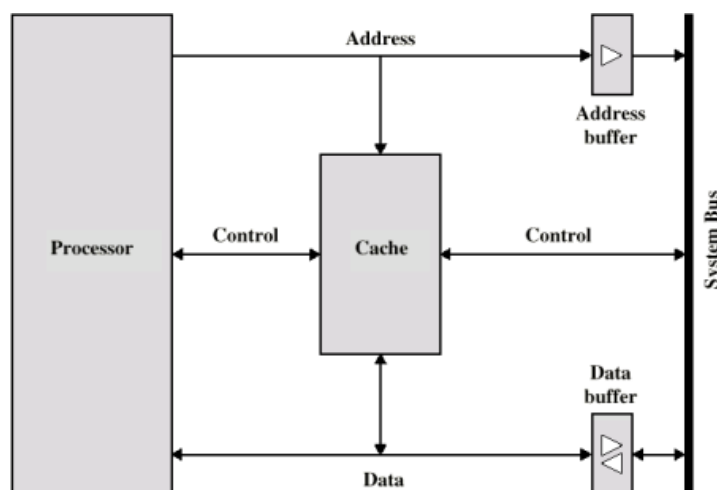 Address
Address
buffer
Processor
Control
Cache
Control
System Bus
Data
buffer
Data